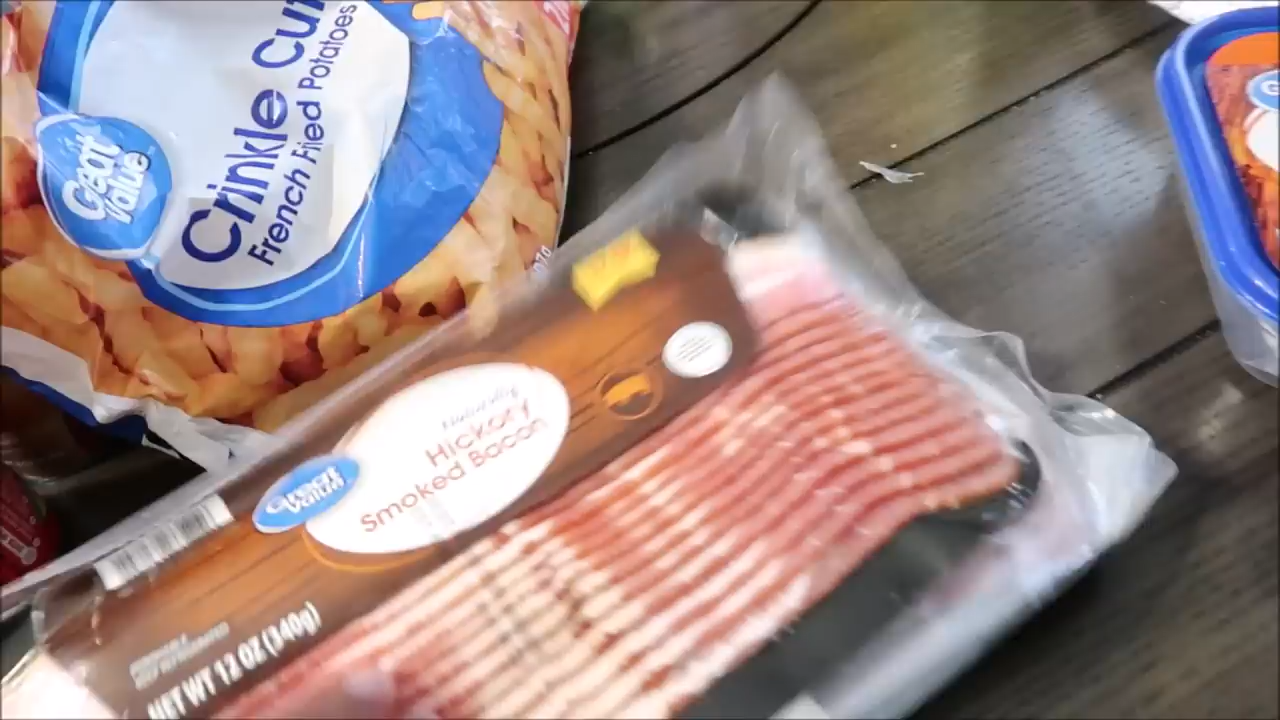 Great
Value
Crinkle Cut
French Fried Potatoes
Naturally
Hickory
Smoked Bacon
Great
Value
NET WT 12 OZ (340g)